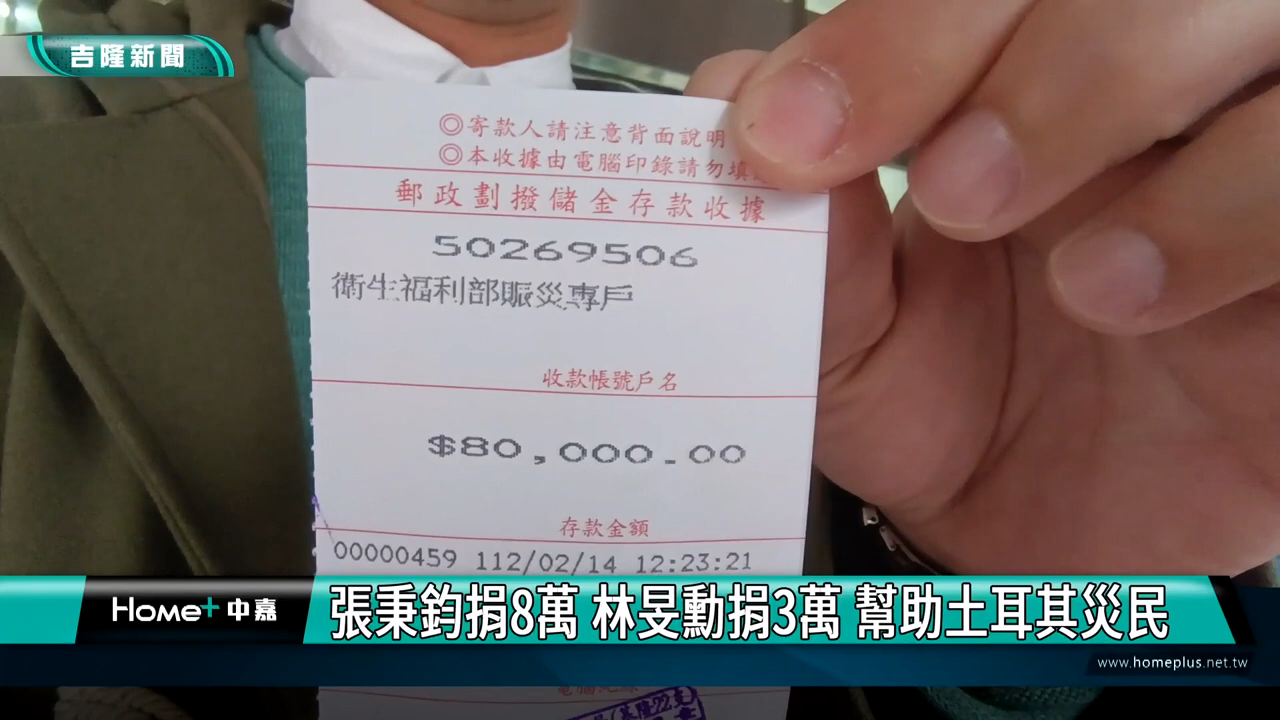 吉隆新聞
◎寄款人請注意背面說明
◎本收據由電腦印錄請勿填
郵政劃撥儲金存款收據
50269506
衛生福利部賑災專戶
收款帳號戶名
$80,000.00
存款金額
00000459 112/02/14 12:23:21
Home+中嘉
張秉鈞捐8萬 林旻勳捐3萬 幫助土耳其災民
www.homeplus.net.tw
電腦紀錄